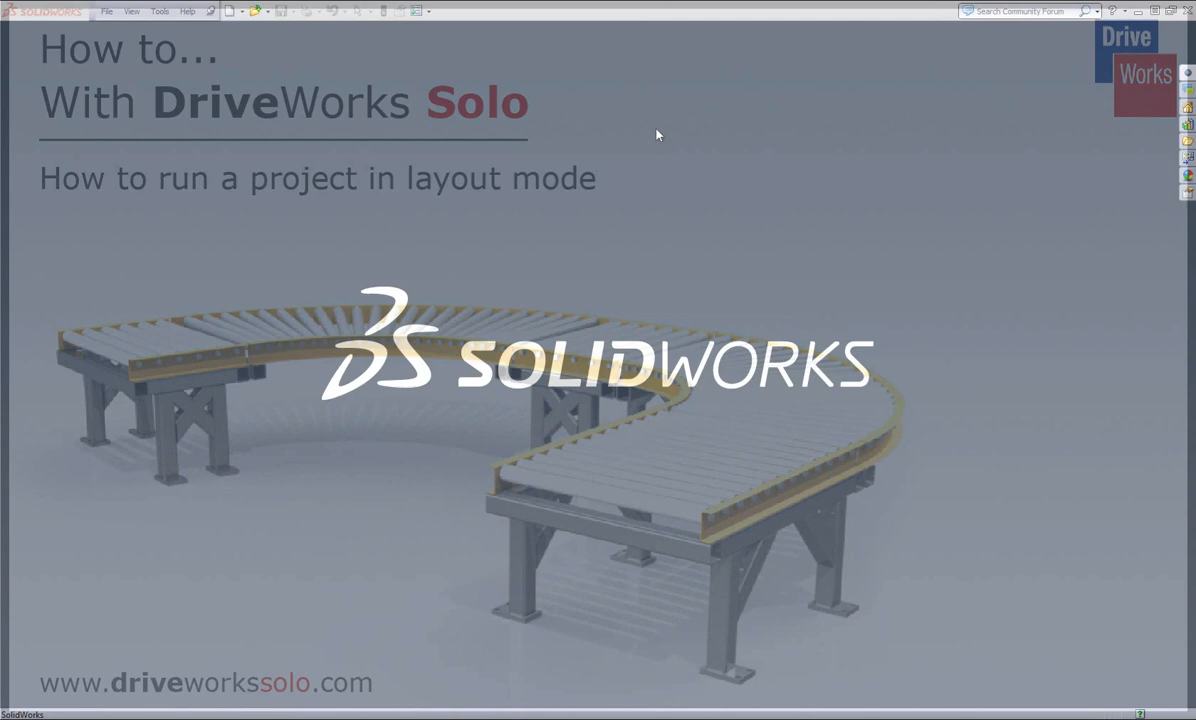 SOLIDWORKS File View Tools Help Search Community Forum
How to...
With DriveWorks Solo
Drive
Works
How to run a project in layout mode
SOLIDWORKS
www.driveworkssolo.com
SolidWorks